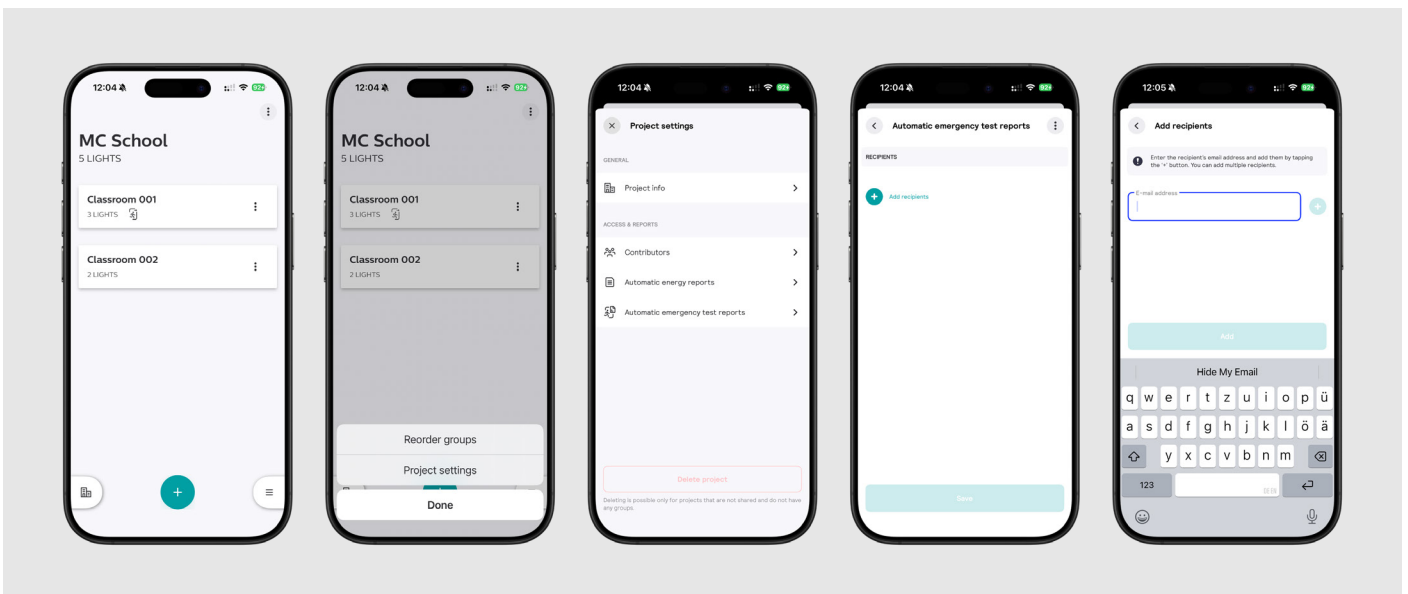 12:04
92+
MC School
5 LIGHTS
Classroom 001
3 LIGHTS
Classroom 002
2 LIGHTS
12:04
92+
MC School
5 LIGHTS
Classroom 001
3 LIGHTS
Classroom 002
2 LIGHTS
Reorder groups
Project settings
Done
12:04
92+
Project settings
GENERAL
Project info
ACCESS & REPORTS
Contributors
Automatic energy reports
Automatic emergency test reports
Delete project
Deleting is possible only for projects that are not shared and do not have
any groups.
12:04
92+
Automatic emergency test reports
RECIPIENTS
Add recipients
Save
12:05
92+
Add recipients
Enter the recipient's email address and add them by tapping
the '+' button. You can add multiple recipients.
E-mail address
Add
Hide My Email
q w e r t z u i o p ü
a s d f g h j k l ö ä
y x c v b n m
123